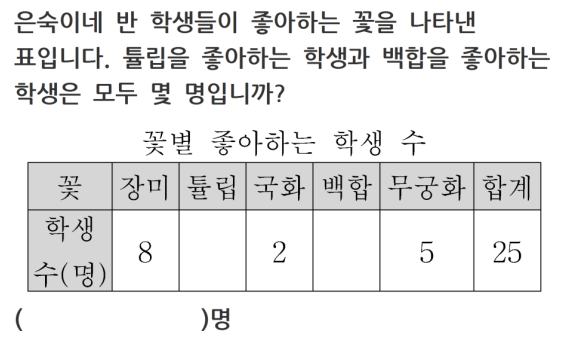 은숙이네 반 학생들이 좋아하는 꽃을 나타낸
표입니다. 튤립을 좋아하는 학생과 백합을 좋아하는
학생은 모두 몇 명입니까?
꽃별 좋아하는 학생 수
꽃 장미 튤립 국화 백합 무궁화 합계
학생
수(명) 8 2 5 25
( )명